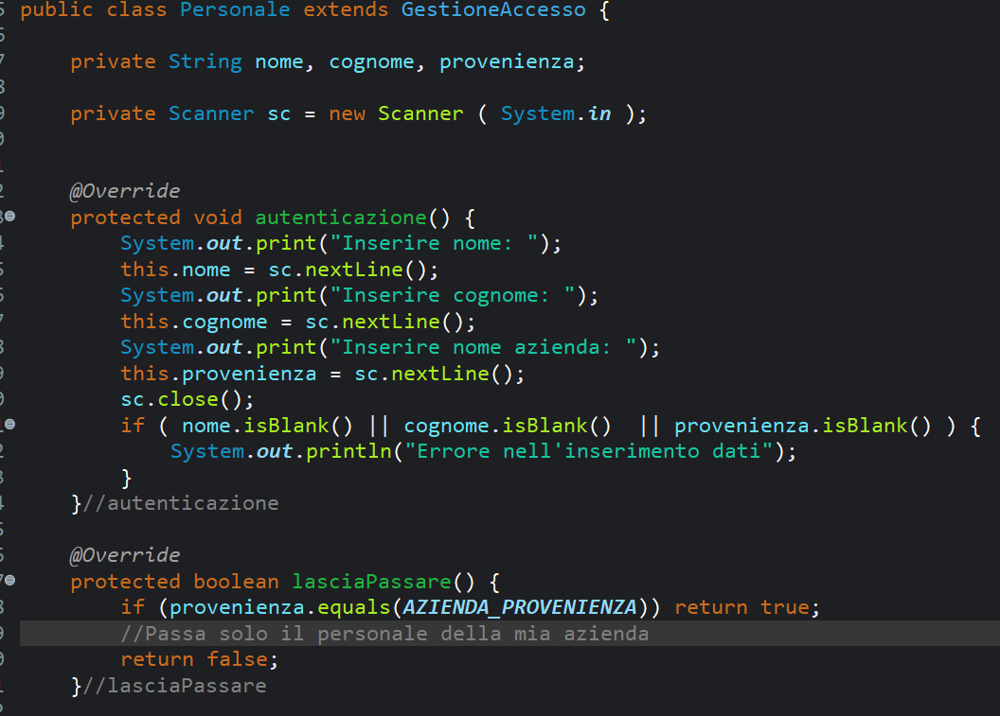 public class Personale extends GestioneAccesso {
private String nome, cognome, provenienza;
private Scanner sc = new Scanner ( System.in );
@Override
protected void autenticazione() {
System.out.print("Inserire nome: ");
this.nome = sc.nextLine();
System.out.print("Inserire cognome: ");
this.cognome = sc.nextLine();
System.out.print("Inserire nome azienda: ");
this.provenienza = sc.nextLine();
sc.close();
if ( nome.isBlank() || cognome.isBlank()  || provenienza.isBlank() ) {
System.out.println("Errore nell'inserimento dati");
}
}//autenticazione
@Override
protected boolean lasciaPassare() {
if (provenienza.equals(AZIENDA_PROVENIENZA)) return true;
//Passa solo il personale della mia azienda
return false;
}//lasciaPassare